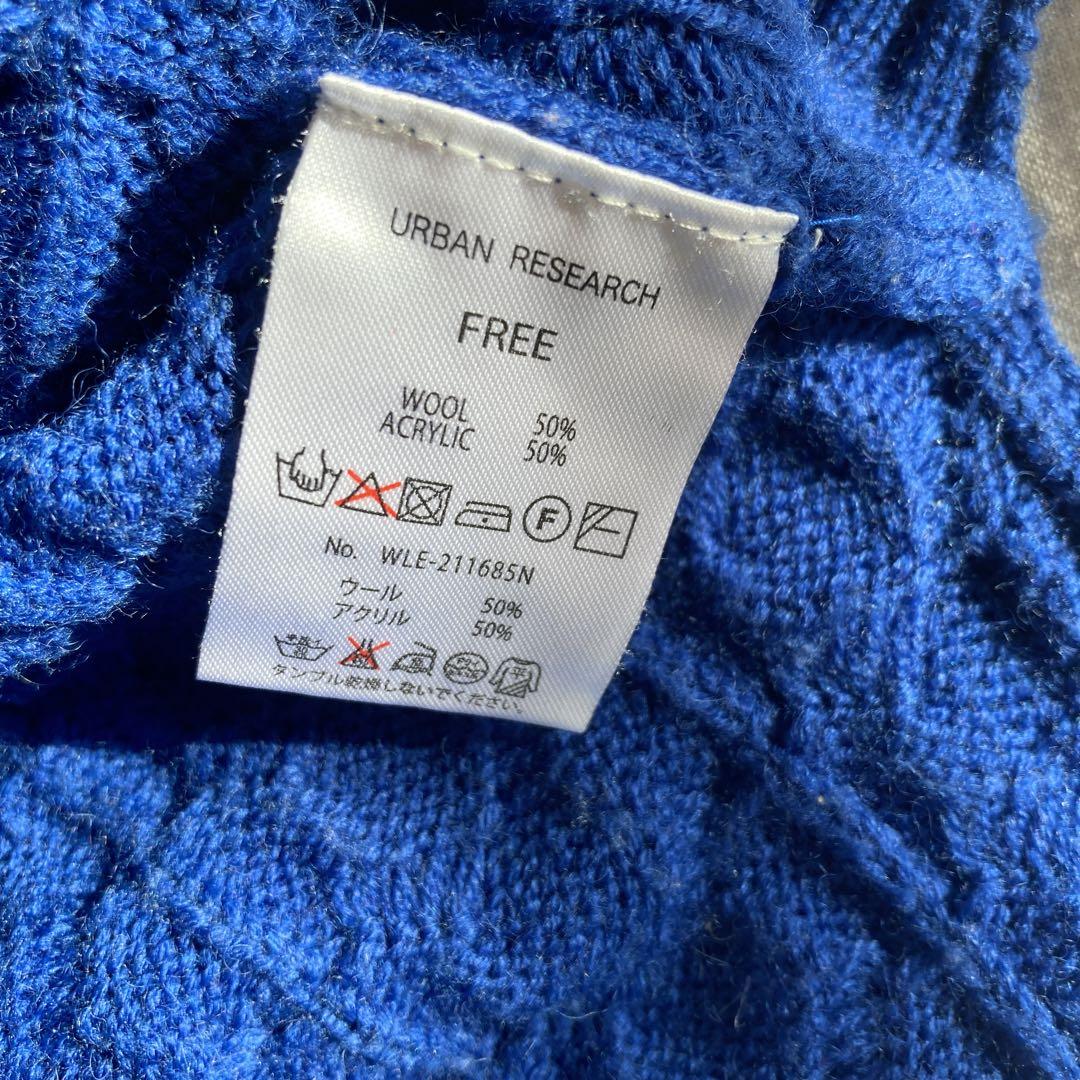 URBAN RESEARCH
FREE
WOOL 50%
ACRYLIC 50%
F
No. WLE-211685N
ウール 50%
アクリル 50%
タンブル乾燥しないでください。